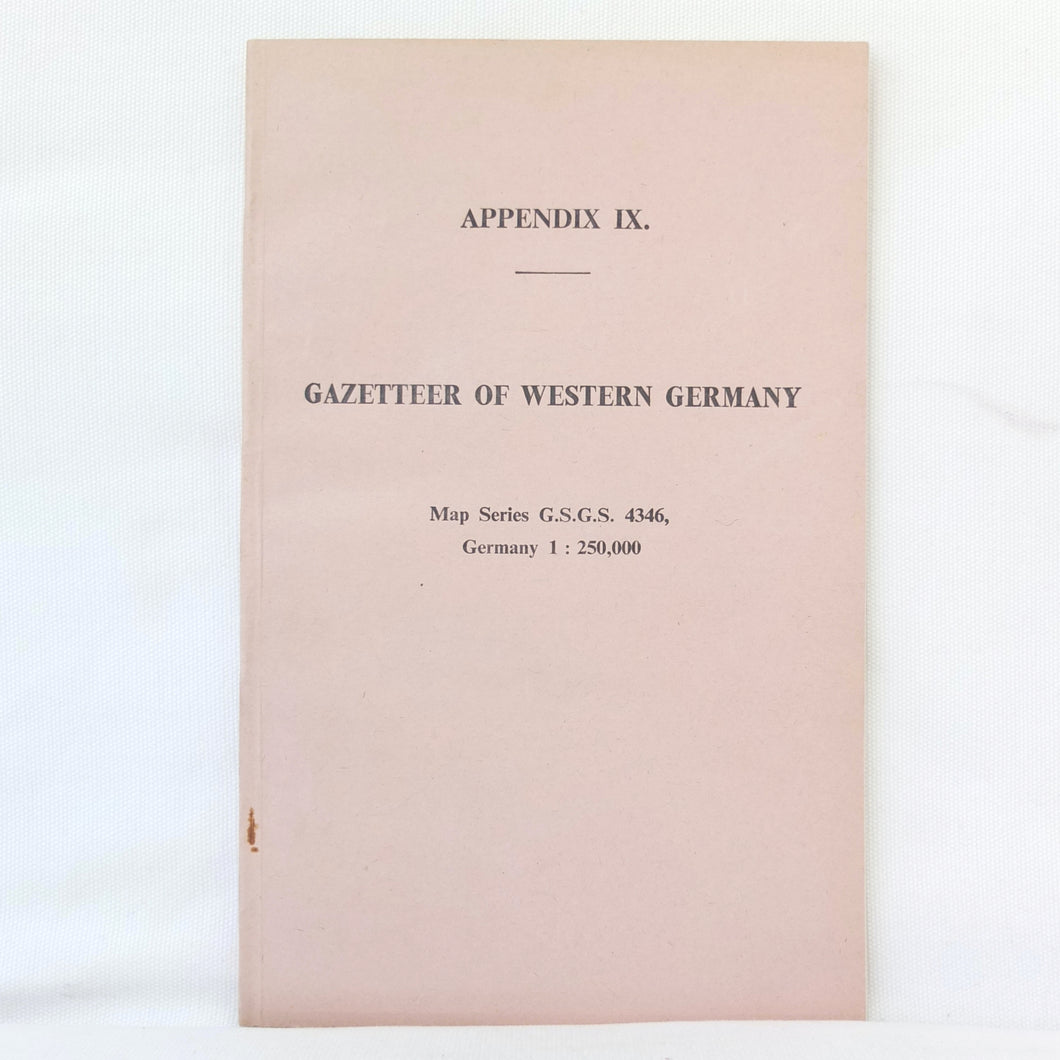 APPENDIX IX.
GAZETTEER OF WESTERN GERMANY
Map Series G.S.G.S. 4346,
Germany 1 : 250,000